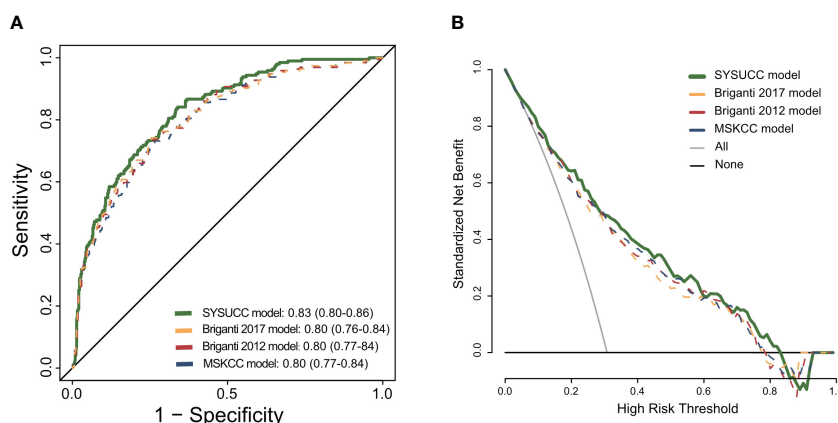 A
Sensitivity
1.0
0.8
0.6
0.4
0.2
0.0
SYSUCC model: 0.83 (0.80-0.86)
Briganti 2017 model: 0.80 (0.76-0.84)
Briganti 2012 model: 0.80 (0.77-84)
MSKCC model: 0.80 (0.77-0.84)
0.0 0.5 1.0
1 − Specificity
B
Standardized Net Benefit
1.0
0.8
0.6
0.4
0.2
0.0
SYSUCC model
Briganti 2017 model
Briganti 2012 model
MSKCC model
All
None
0.0 0.2 0.4 0.6 0.8 1.
High Risk Threshold